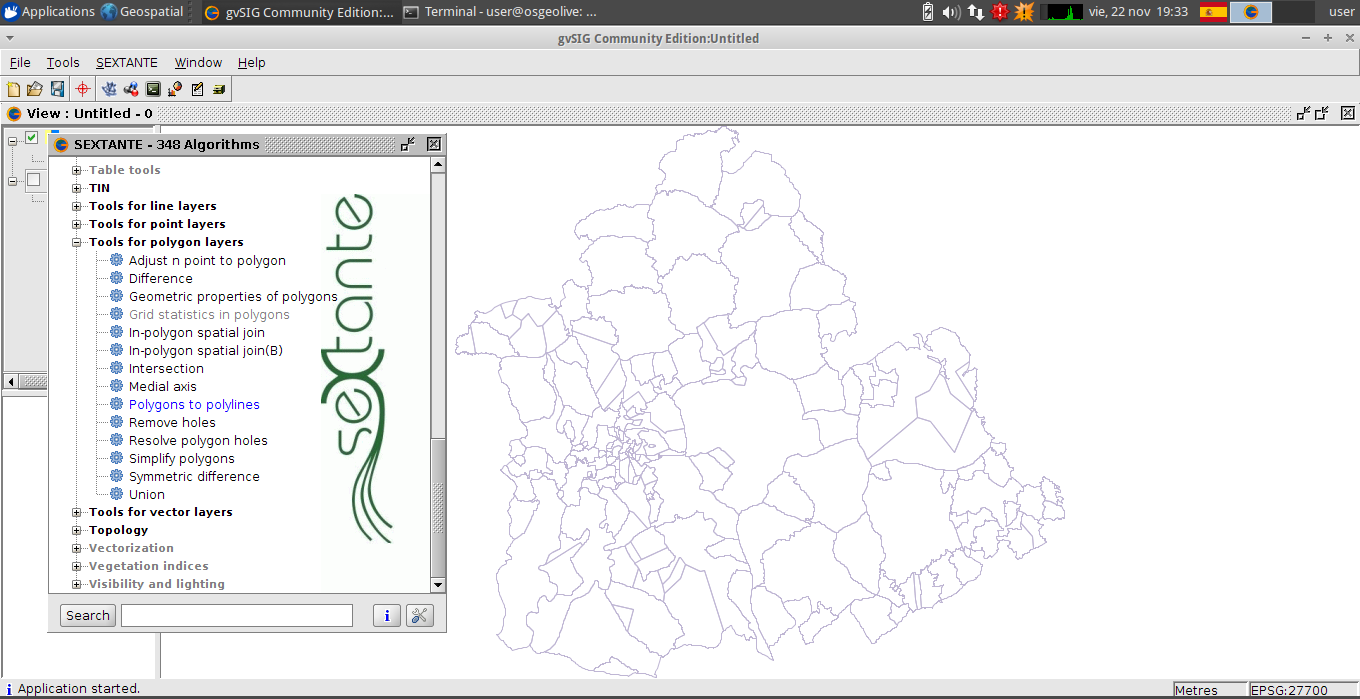 Applications Geospatial gvSIG Community Edition:... Terminal - user@osgeolive: ... vie, 22 nov 19:33 user
gvSIG Community Edition:Untitled
File Tools SEXTANTE Window Help
View : Untitled - 0
SEXTANTE - 348 Algorithms
Table tools
TIN
Tools for line layers
Tools for point layers
Tools for polygon layers
Adjust n point to polygon
Difference
Geometric properties of polygons
Grid statistics in polygons
In-polygon spatial join
In-polygon spatial join(B)
Intersection
Medial axis
Polygons to polylines
Remove holes
Resolve polygon holes
Simplify polygons
Symmetric difference
Union
Tools for vector layers
Topology
Vectorization
Vegetation indices
Visibility and lighting
sextante
Search
Application started.
Metres EPSG:27700